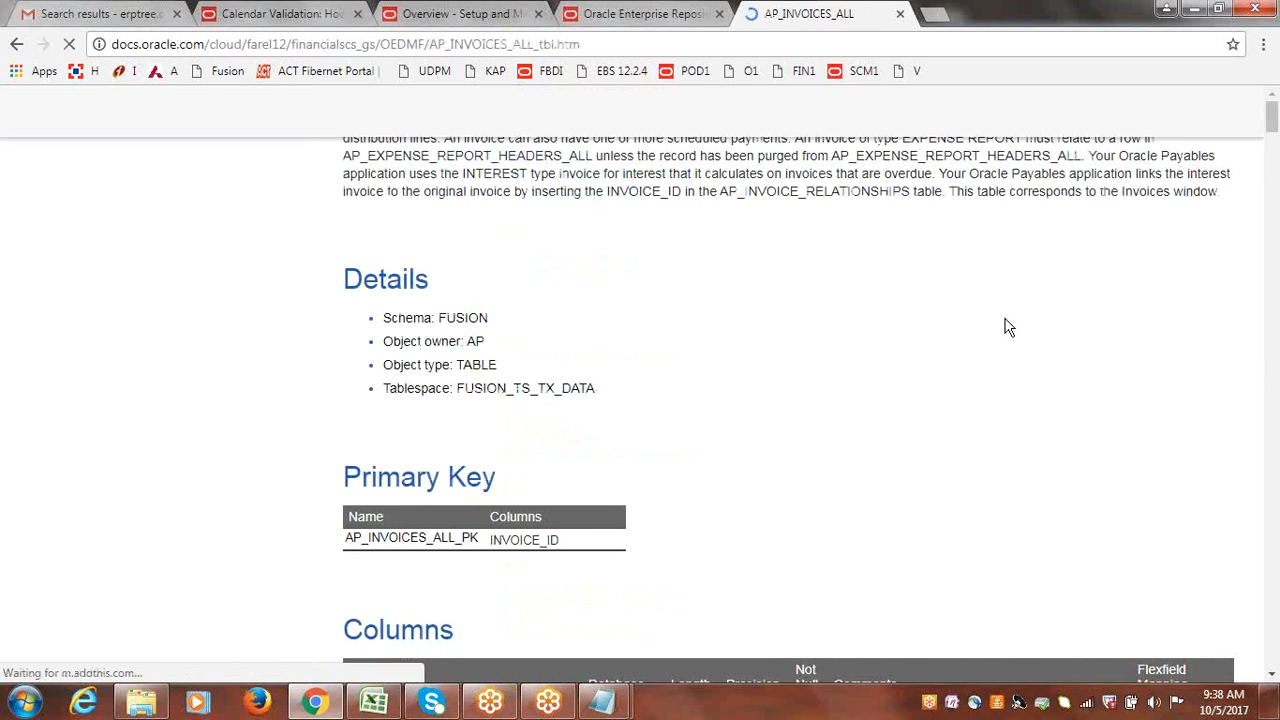 Search results - erptree.c
Calendar Validation: How
Overview - Setup and M
Oracle Enterprise Reposi
AP_INVOICES_ALL
docs.oracle.com/cloud/farel12/financialscs_gs/OEDMF/AP_INVOICES_ALL_tbl.htm
Apps H I A Fusion ACT Fibernet Portal | UDPM KAP FBDI EBS 12.2.4 POD1 O1 FIN1 SCM1 V
distribution lines. An invoice can also have one or more scheduled payments. An invoice of type EXPENSE REPORT must relate to a row in
AP_EXPENSE_REPORT_HEADERS_ALL unless the record has been purged from AP_EXPENSE_REPORT_HEADERS_ALL. Your Oracle Payables
application uses the INTEREST type invoice for interest that it calculates on invoices that are overdue. Your Oracle Payables application links the interest
invoice to the original invoice by inserting the INVOICE_ID in the AP_INVOICE_RELATIONSHIPS table. This table corresponds to the Invoices window.
Details
• Schema: FUSION
• Object owner: AP
• Object type: TABLE
• Tablespace: FUSION_TS_TX_DATA
Primary Key
Name Columns
AP_INVOICES_ALL_PK INVOICE_ID
Columns
Not Flexfield
Length Precision Comments
Waiting for m.addthis.com...
9:38 AM
10/5/2017